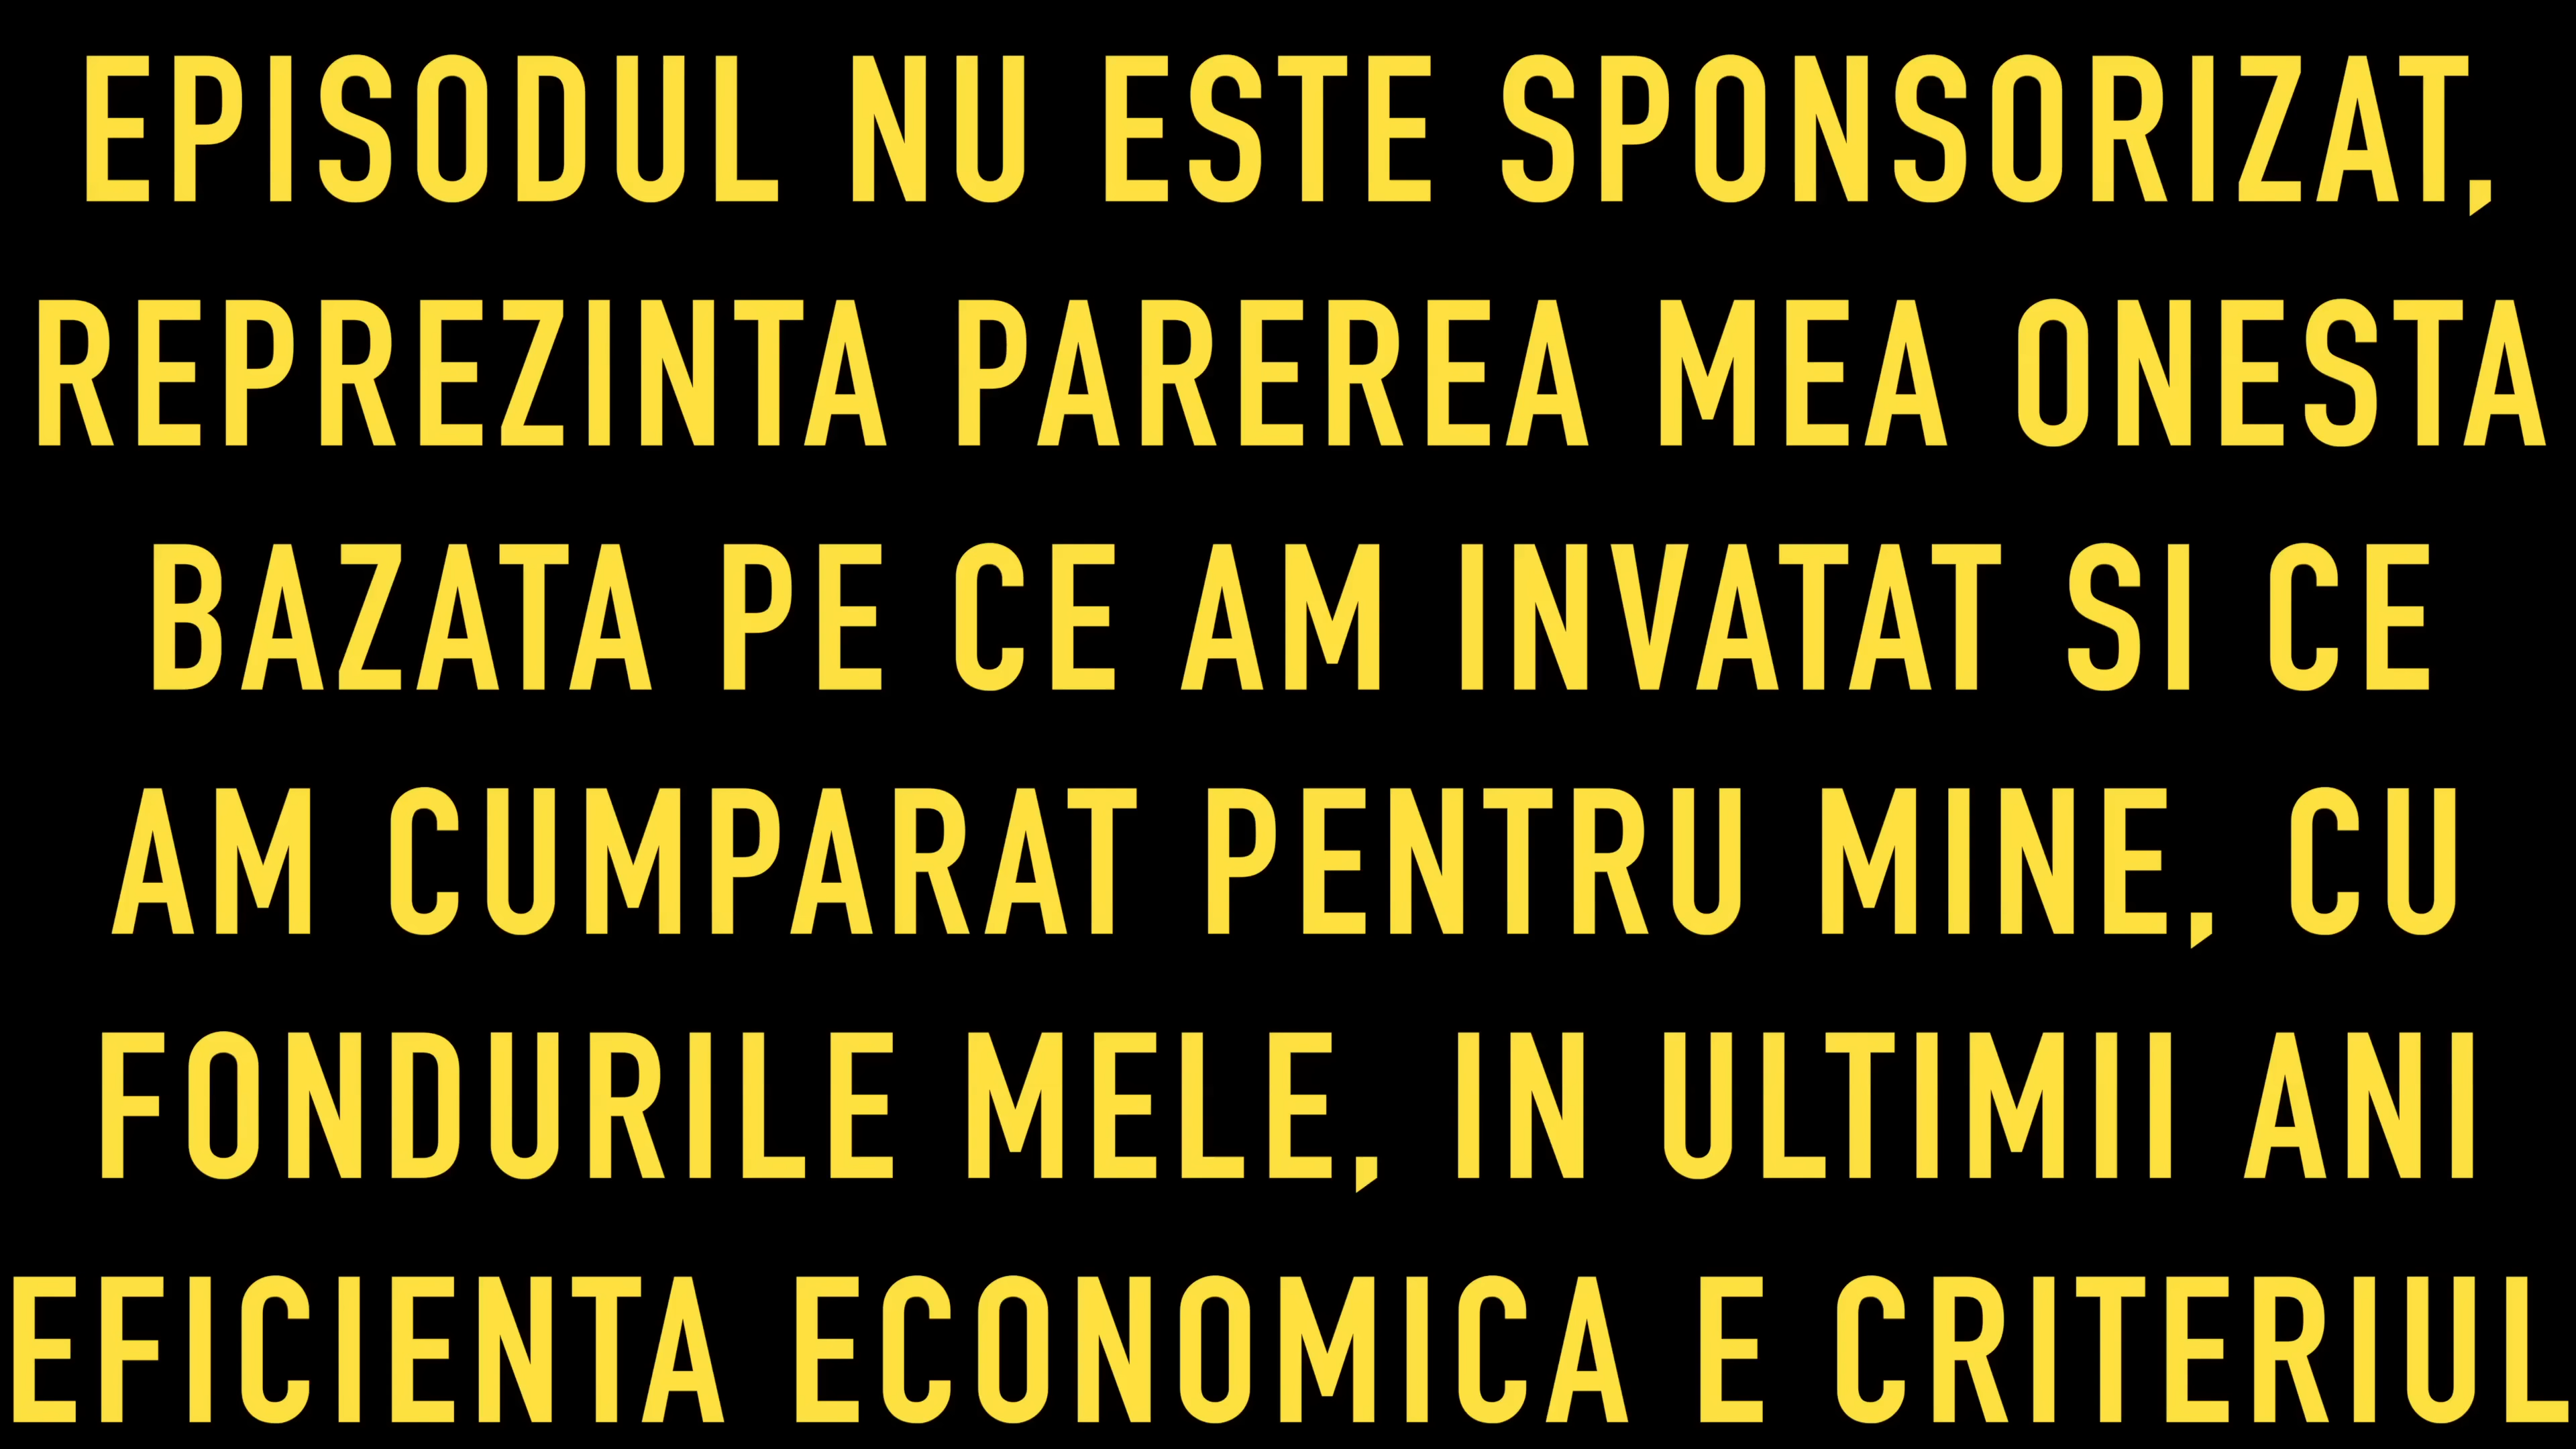 EPISODUL NU ESTE SPONSORIZAT,
REPREZINTA PAREREA MEA ONESTA
BAZATA PE CE AM INVATAT SI CE
AM CUMPARAT PENTRU MINE, CU
FONDURILE MELE, IN ULTIMII ANI
EFICIENTA ECONOMICA E CRITERIUL